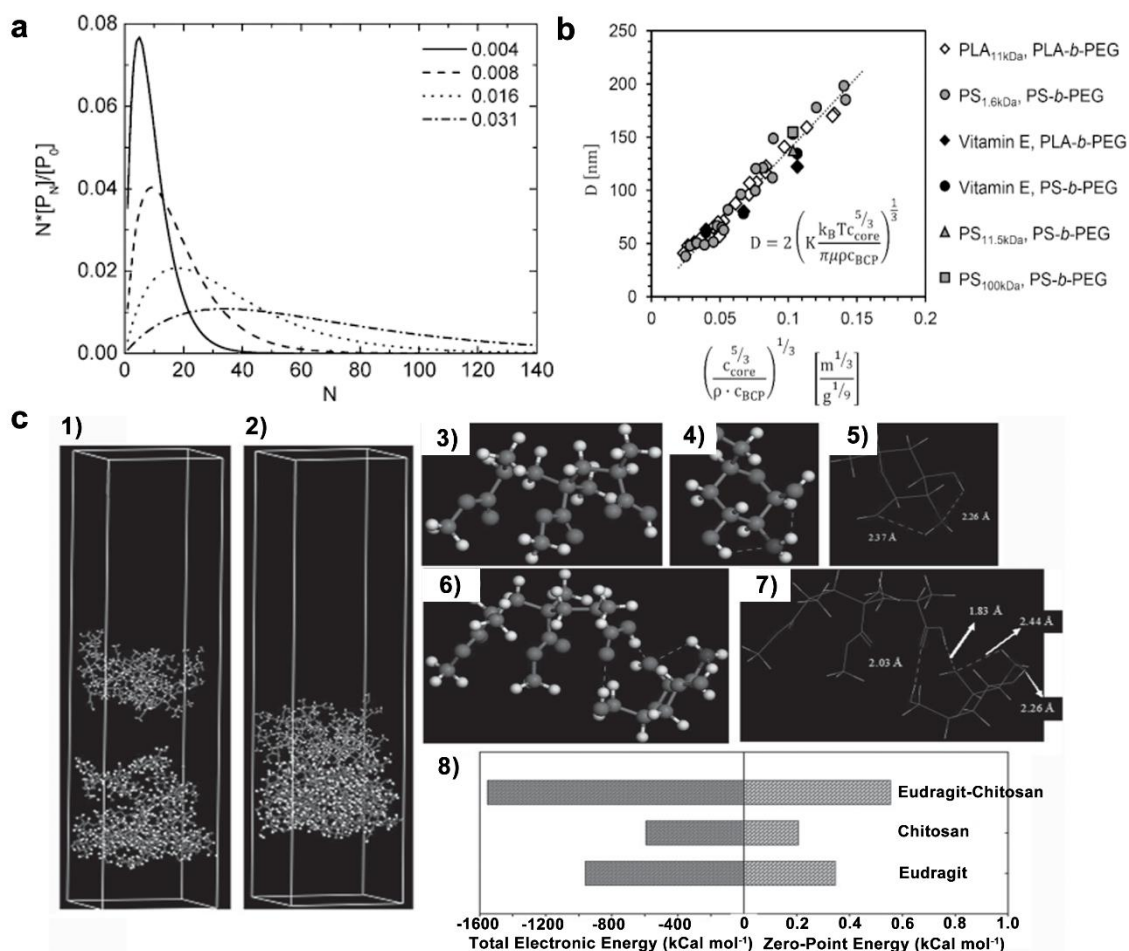 a
0.08
0.06
0.04
0.02
0.00
N*[P_N]/[P_0]
0.004
0.008
0.016
0.031
0 20 40 60 80 100 120 140
N
b
D [nm]
250
200
150
100
50
0
D = 2 (K k_B T c_core^5/3 / πμρc_BCP)^1/3
0 0.05 0.1 0.15 0.2
(c_core^5/3 / ρ · c_BCP)^1/3 [m^1/3 / g^1/9]
PLA11kDa, PLA-b-PEG
PS1.6kDa, PS-b-PEG
Vitamin E, PLA-b-PEG
Vitamin E, PS-b-PEG
PS11.5kDa, PS-b-PEG
PS100kDa, PS-b-PEG
c
1)
2)
3)
4)
5)
2.37 Å
2.26 Å
6)
7)
1.83 Å
2.44 Å
2.03 Å
2.26 Å
8)
Eudragit-Chitosan
Chitosan
Eudragit
-1600 -1200 -800 -400 0 0.2 0.4 0.6 0.8 1.0
Total Electronic Energy (kCal mol-1) Zero-Point Energy (kCal mol-1)